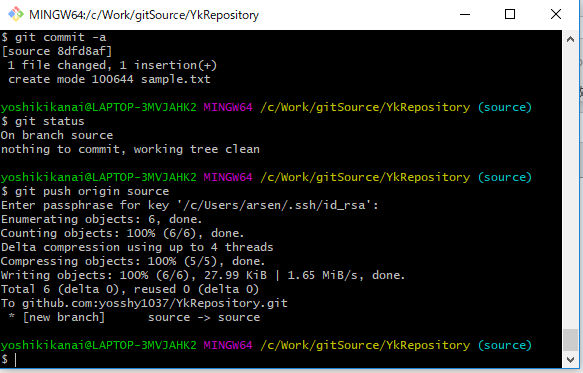 MINGW64:/c/Work/gitSource/YkRepository
$ git commit -a
[source 8dfd8af]
 1 file changed, 1 insertion(+)
 create mode 100644 sample.txt
yoshikikanai@LAPTOP-3MVJAHK2 MINGW64 /c/Work/gitSource/YkRepository (source)
$ git status
On branch source
nothing to commit, working tree clean
yoshikikanai@LAPTOP-3MVJAHK2 MINGW64 /c/Work/gitSource/YkRepository (source)
$ git push origin source
Enter passphrase for key '/c/Users/arsen/.ssh/id_rsa':
Enumerating objects: 6, done.
Counting objects: 100% (6/6), done.
Delta compression using up to 4 threads
Compressing objects: 100% (5/5), done.
Writing objects: 100% (6/6), 27.99 KiB | 1.65 MiB/s, done.
Total 6 (delta 0), reused 0 (delta 0)
To github.com:yosshy1037/YkRepository.git
 * [new branch]      source -> source
yoshikikanai@LAPTOP-3MVJAHK2 MINGW64 /c/Work/gitSource/YkRepository (source)
$